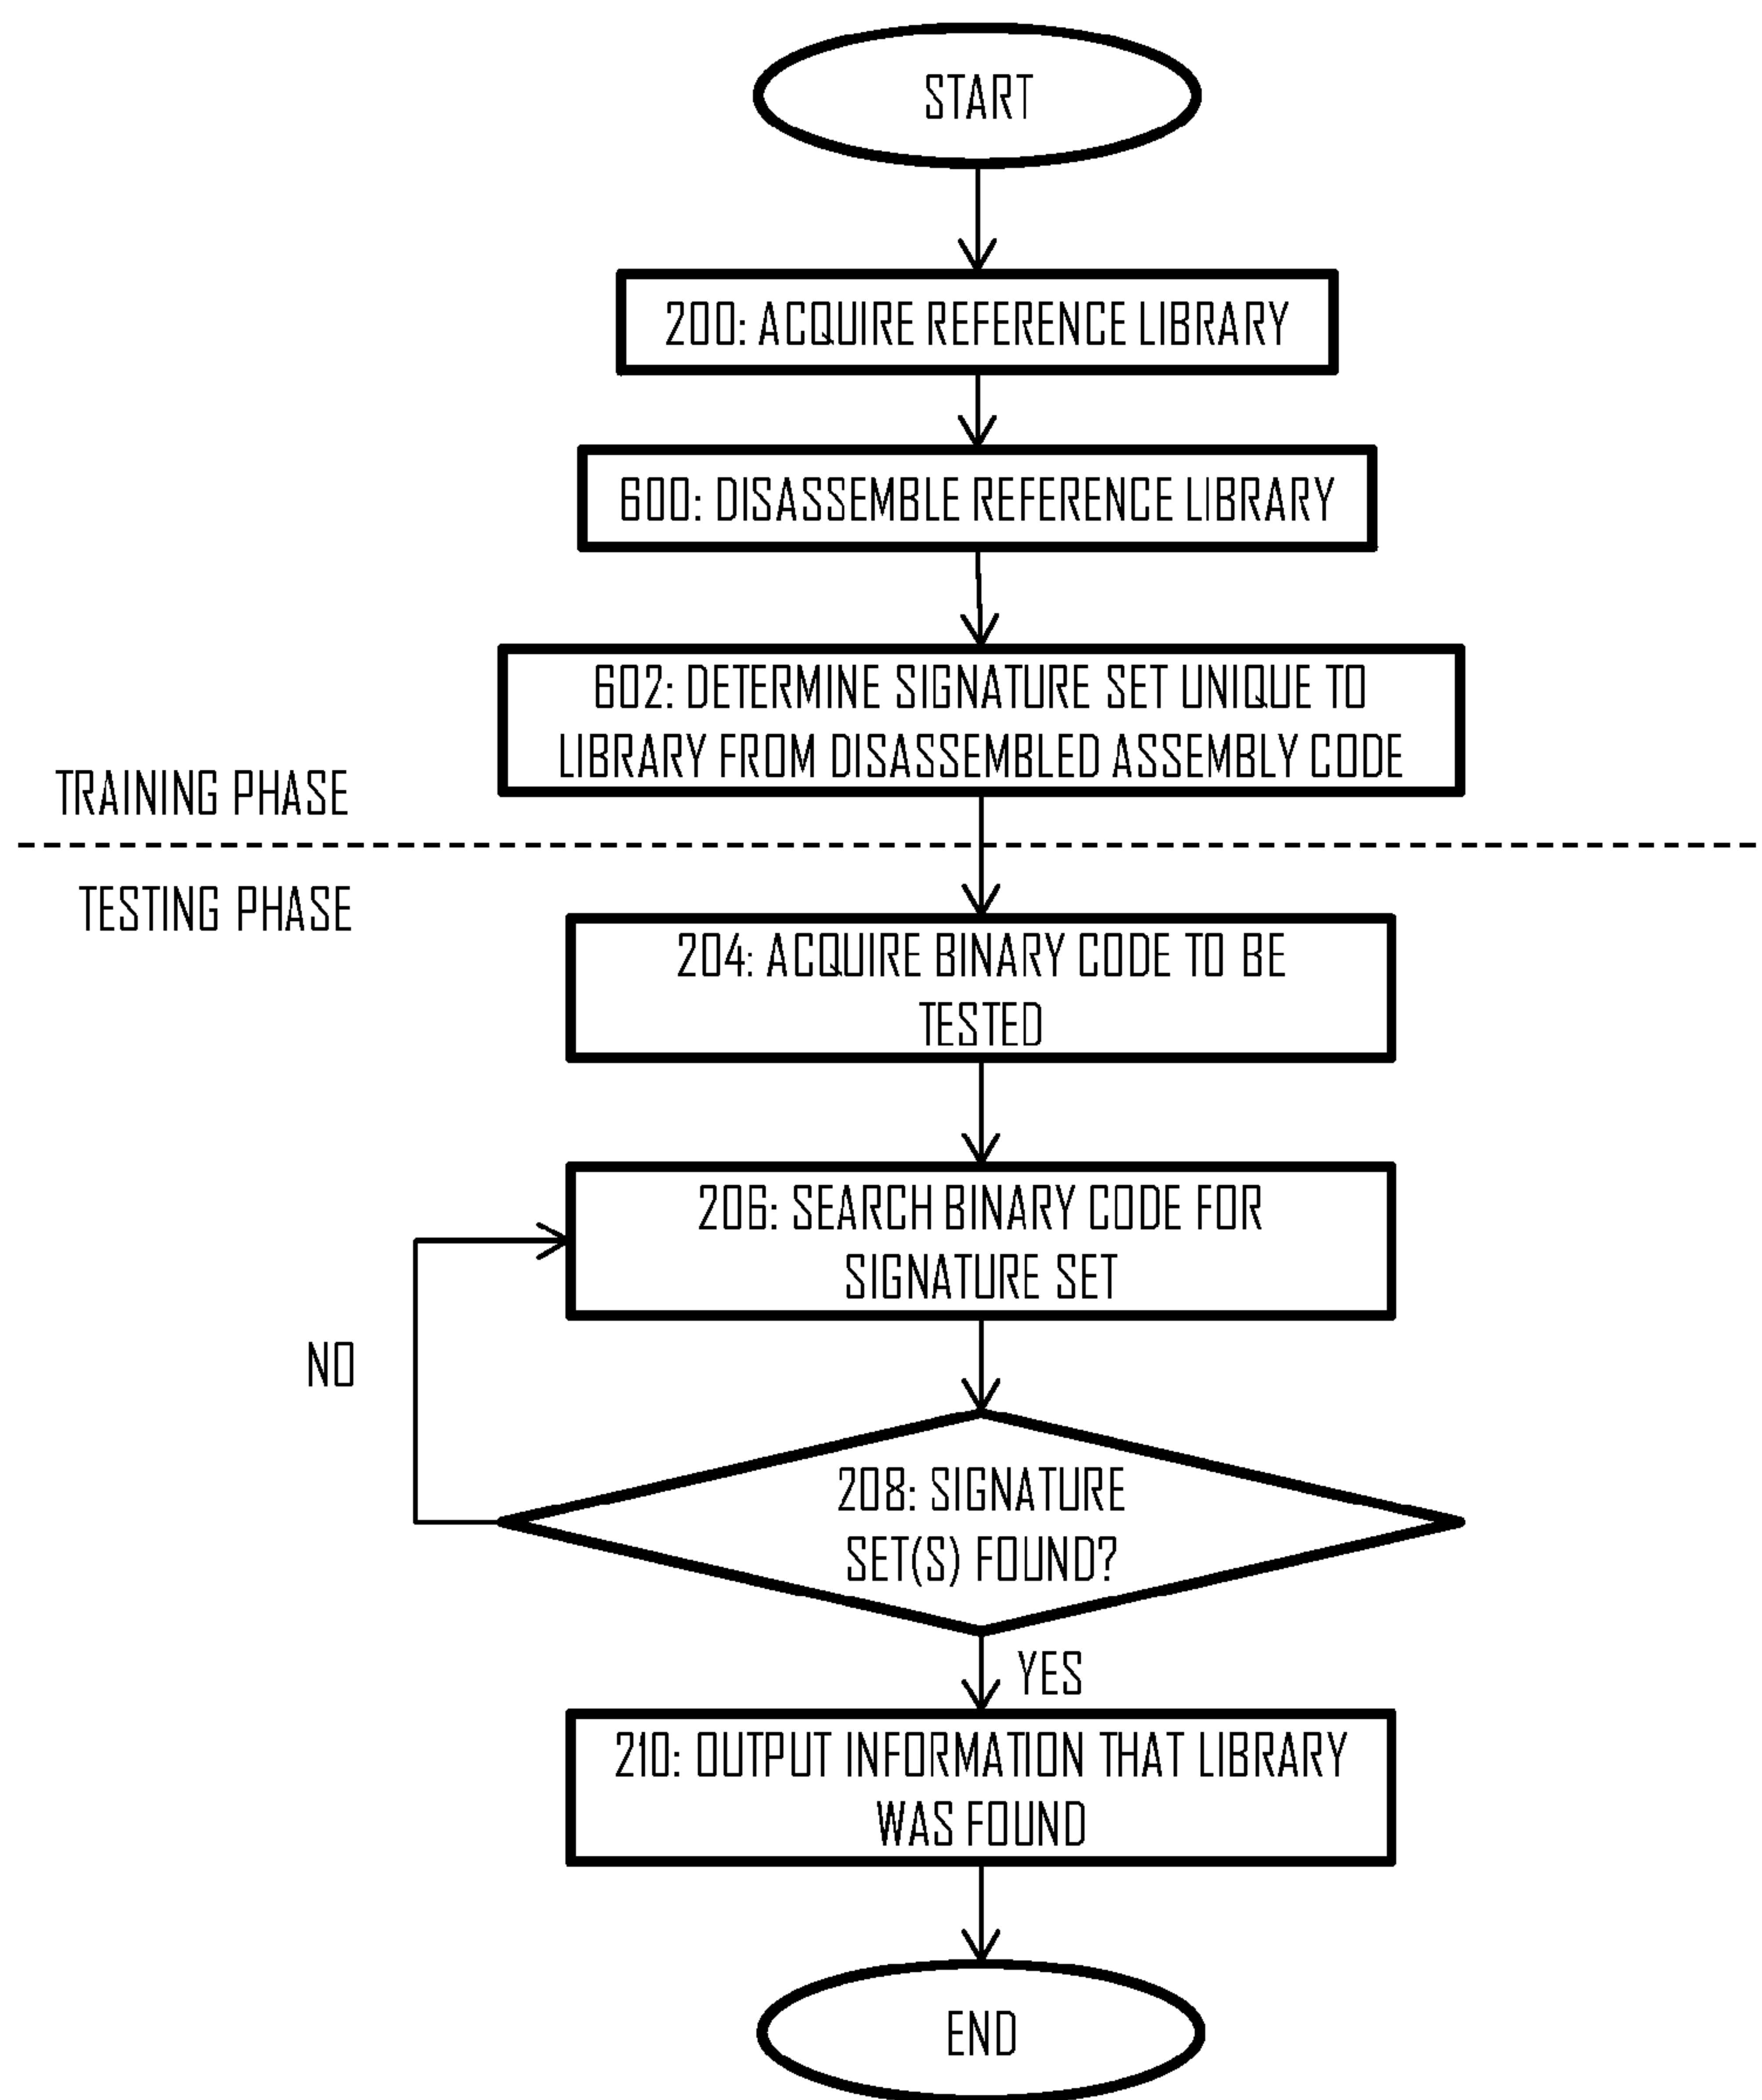 START
200: ACQUIRE REFERENCE LIBRARY
600: DISASSEMBLE REFERENCE LIBRARY
602: DETERMINE SIGNATURE SET UNIQUE TO
LIBRARY FROM DISASSEMBLED ASSEMBLY CODE
TRAINING PHASE
TESTING PHASE
204: ACQUIRE BINARY CODE TO BE
TESTED
206: SEARCH BINARY CODE FOR
SIGNATURE SET
NO
208: SIGNATURE
SET(S) FOUND?
YES
210: OUTPUT INFORMATION THAT LIBRARY
WAS FOUND
END